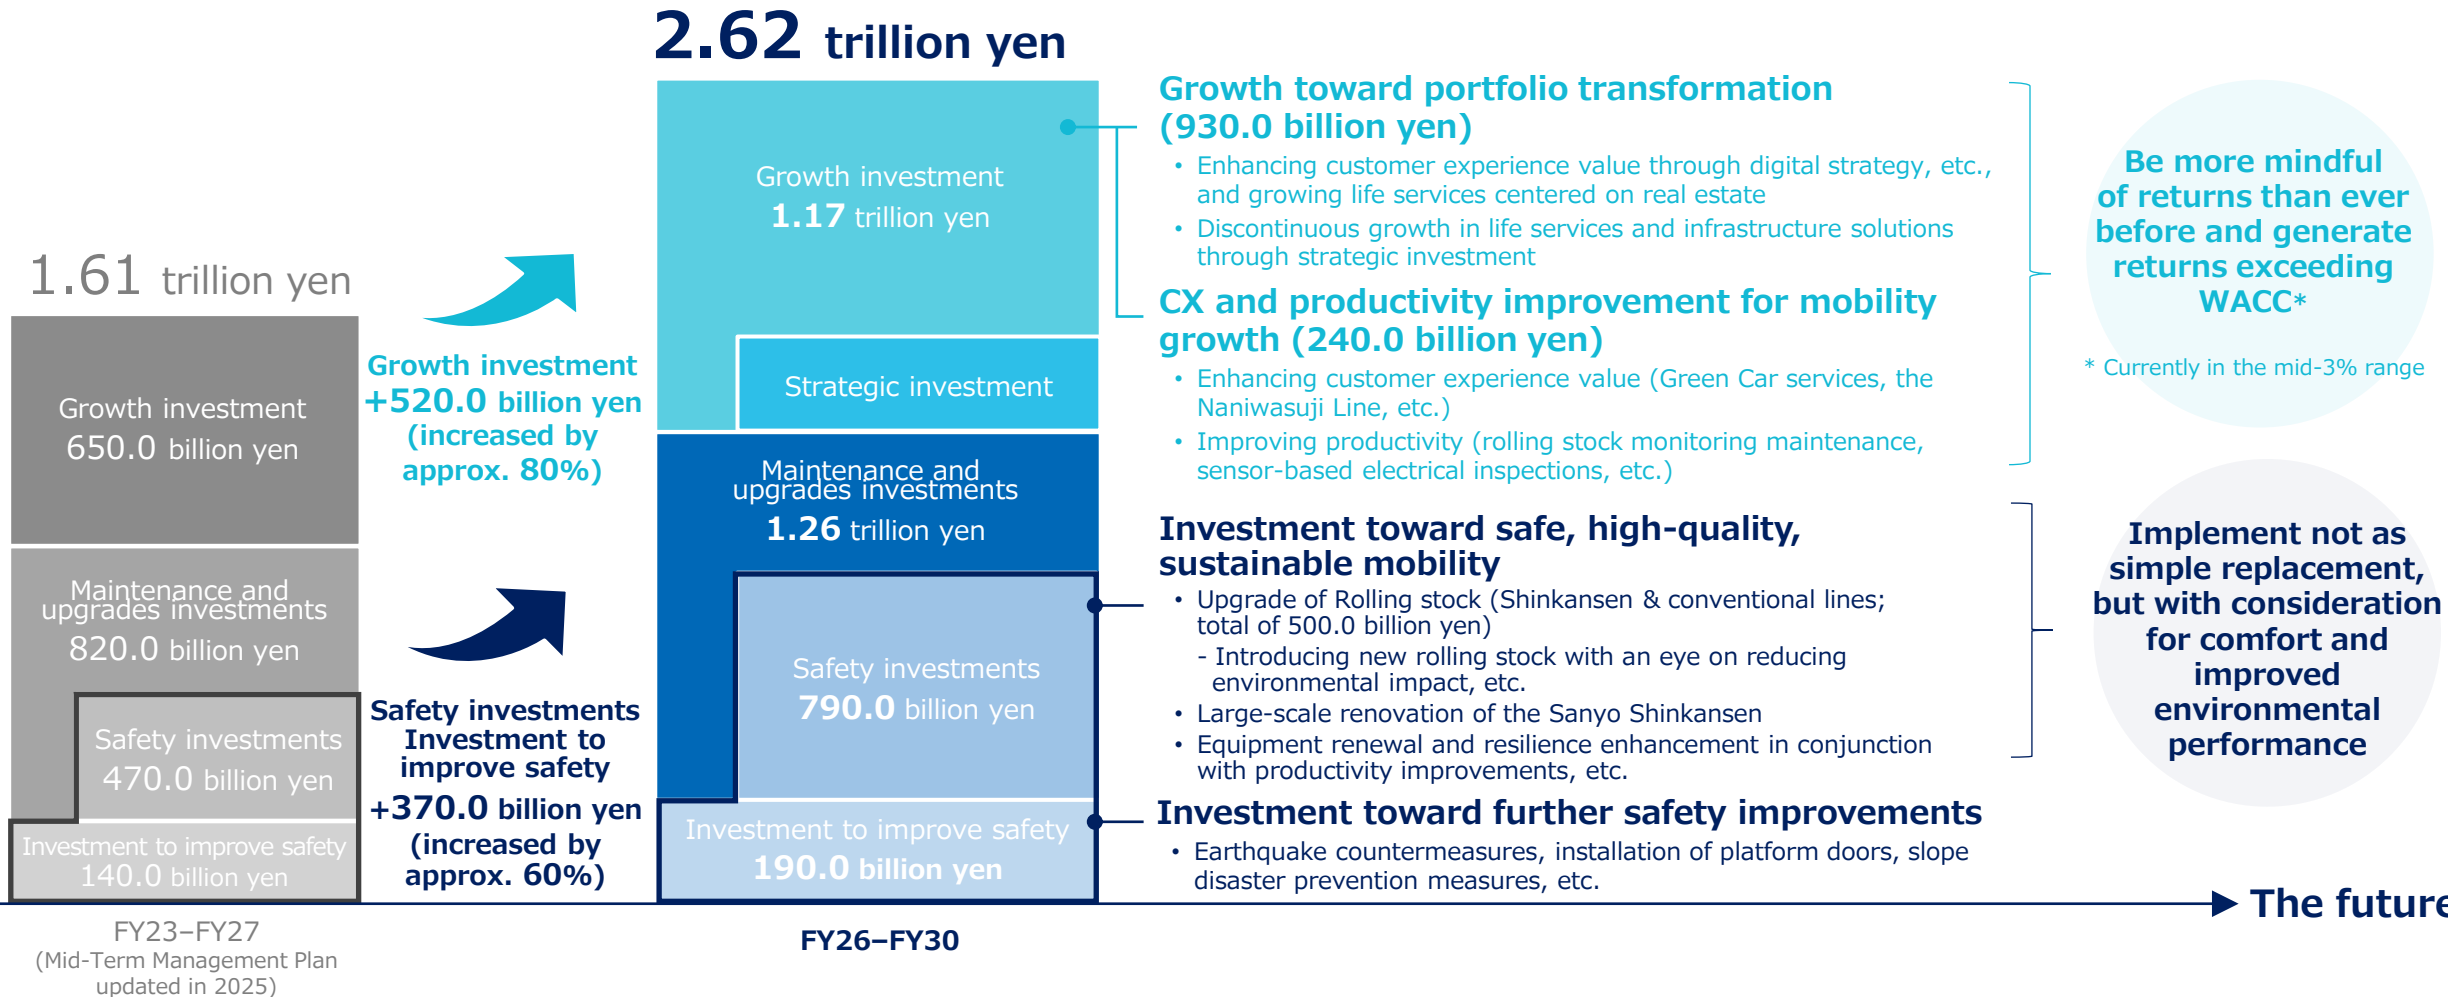 2.62 trillion yen
1.61 trillion yen
Growth investment
650.0 billion yen
Maintenance and
upgrades investments
820.0 billion yen
Safety investments
470.0 billion yen
Investment to improve safety
140.0 billion yen
FY23–FY27
(Mid-Term Management Plan
updated in 2025)
Growth investment
+520.0 billion yen
(increased by
approx. 80%)
Safety investments
Investment to
improve safety
+370.0 billion yen
(increased by
approx. 60%)
Growth investment
1.17 trillion yen
Strategic investment
Maintenance and
upgrades investments
1.26 trillion yen
Safety investments
790.0 billion yen
Investment to improve safety
190.0 billion yen
FY26–FY30
Growth toward portfolio transformation
(930.0 billion yen)
• Enhancing customer experience value through digital strategy, etc.,
and growing life services centered on real estate
• Discontinuous growth in life services and infrastructure solutions
through strategic investment
CX and productivity improvement for mobility
growth (240.0 billion yen)
• Enhancing customer experience value (Green Car services, the
Naniwasuji Line, etc.)
• Improving productivity (rolling stock monitoring maintenance,
sensor-based electrical inspections, etc.)
Investment toward safe, high-quality,
sustainable mobility
• Upgrade of Rolling stock (Shinkansen & conventional lines;
total of 500.0 billion yen)
- Introducing new rolling stock with an eye on reducing
environmental impact, etc.
• Large-scale renovation of the Sanyo Shinkansen
• Equipment renewal and resilience enhancement in conjunction
with productivity improvements, etc.
Investment toward further safety improvements
• Earthquake countermeasures, installation of platform doors, slope
disaster prevention measures, etc.
Be more mindful
of returns than ever
before and generate
returns exceeding
WACC*
* Currently in the mid-3% range
Implement not as
simple replacement,
but with consideration
for comfort and
improved
environmental
performance
The future